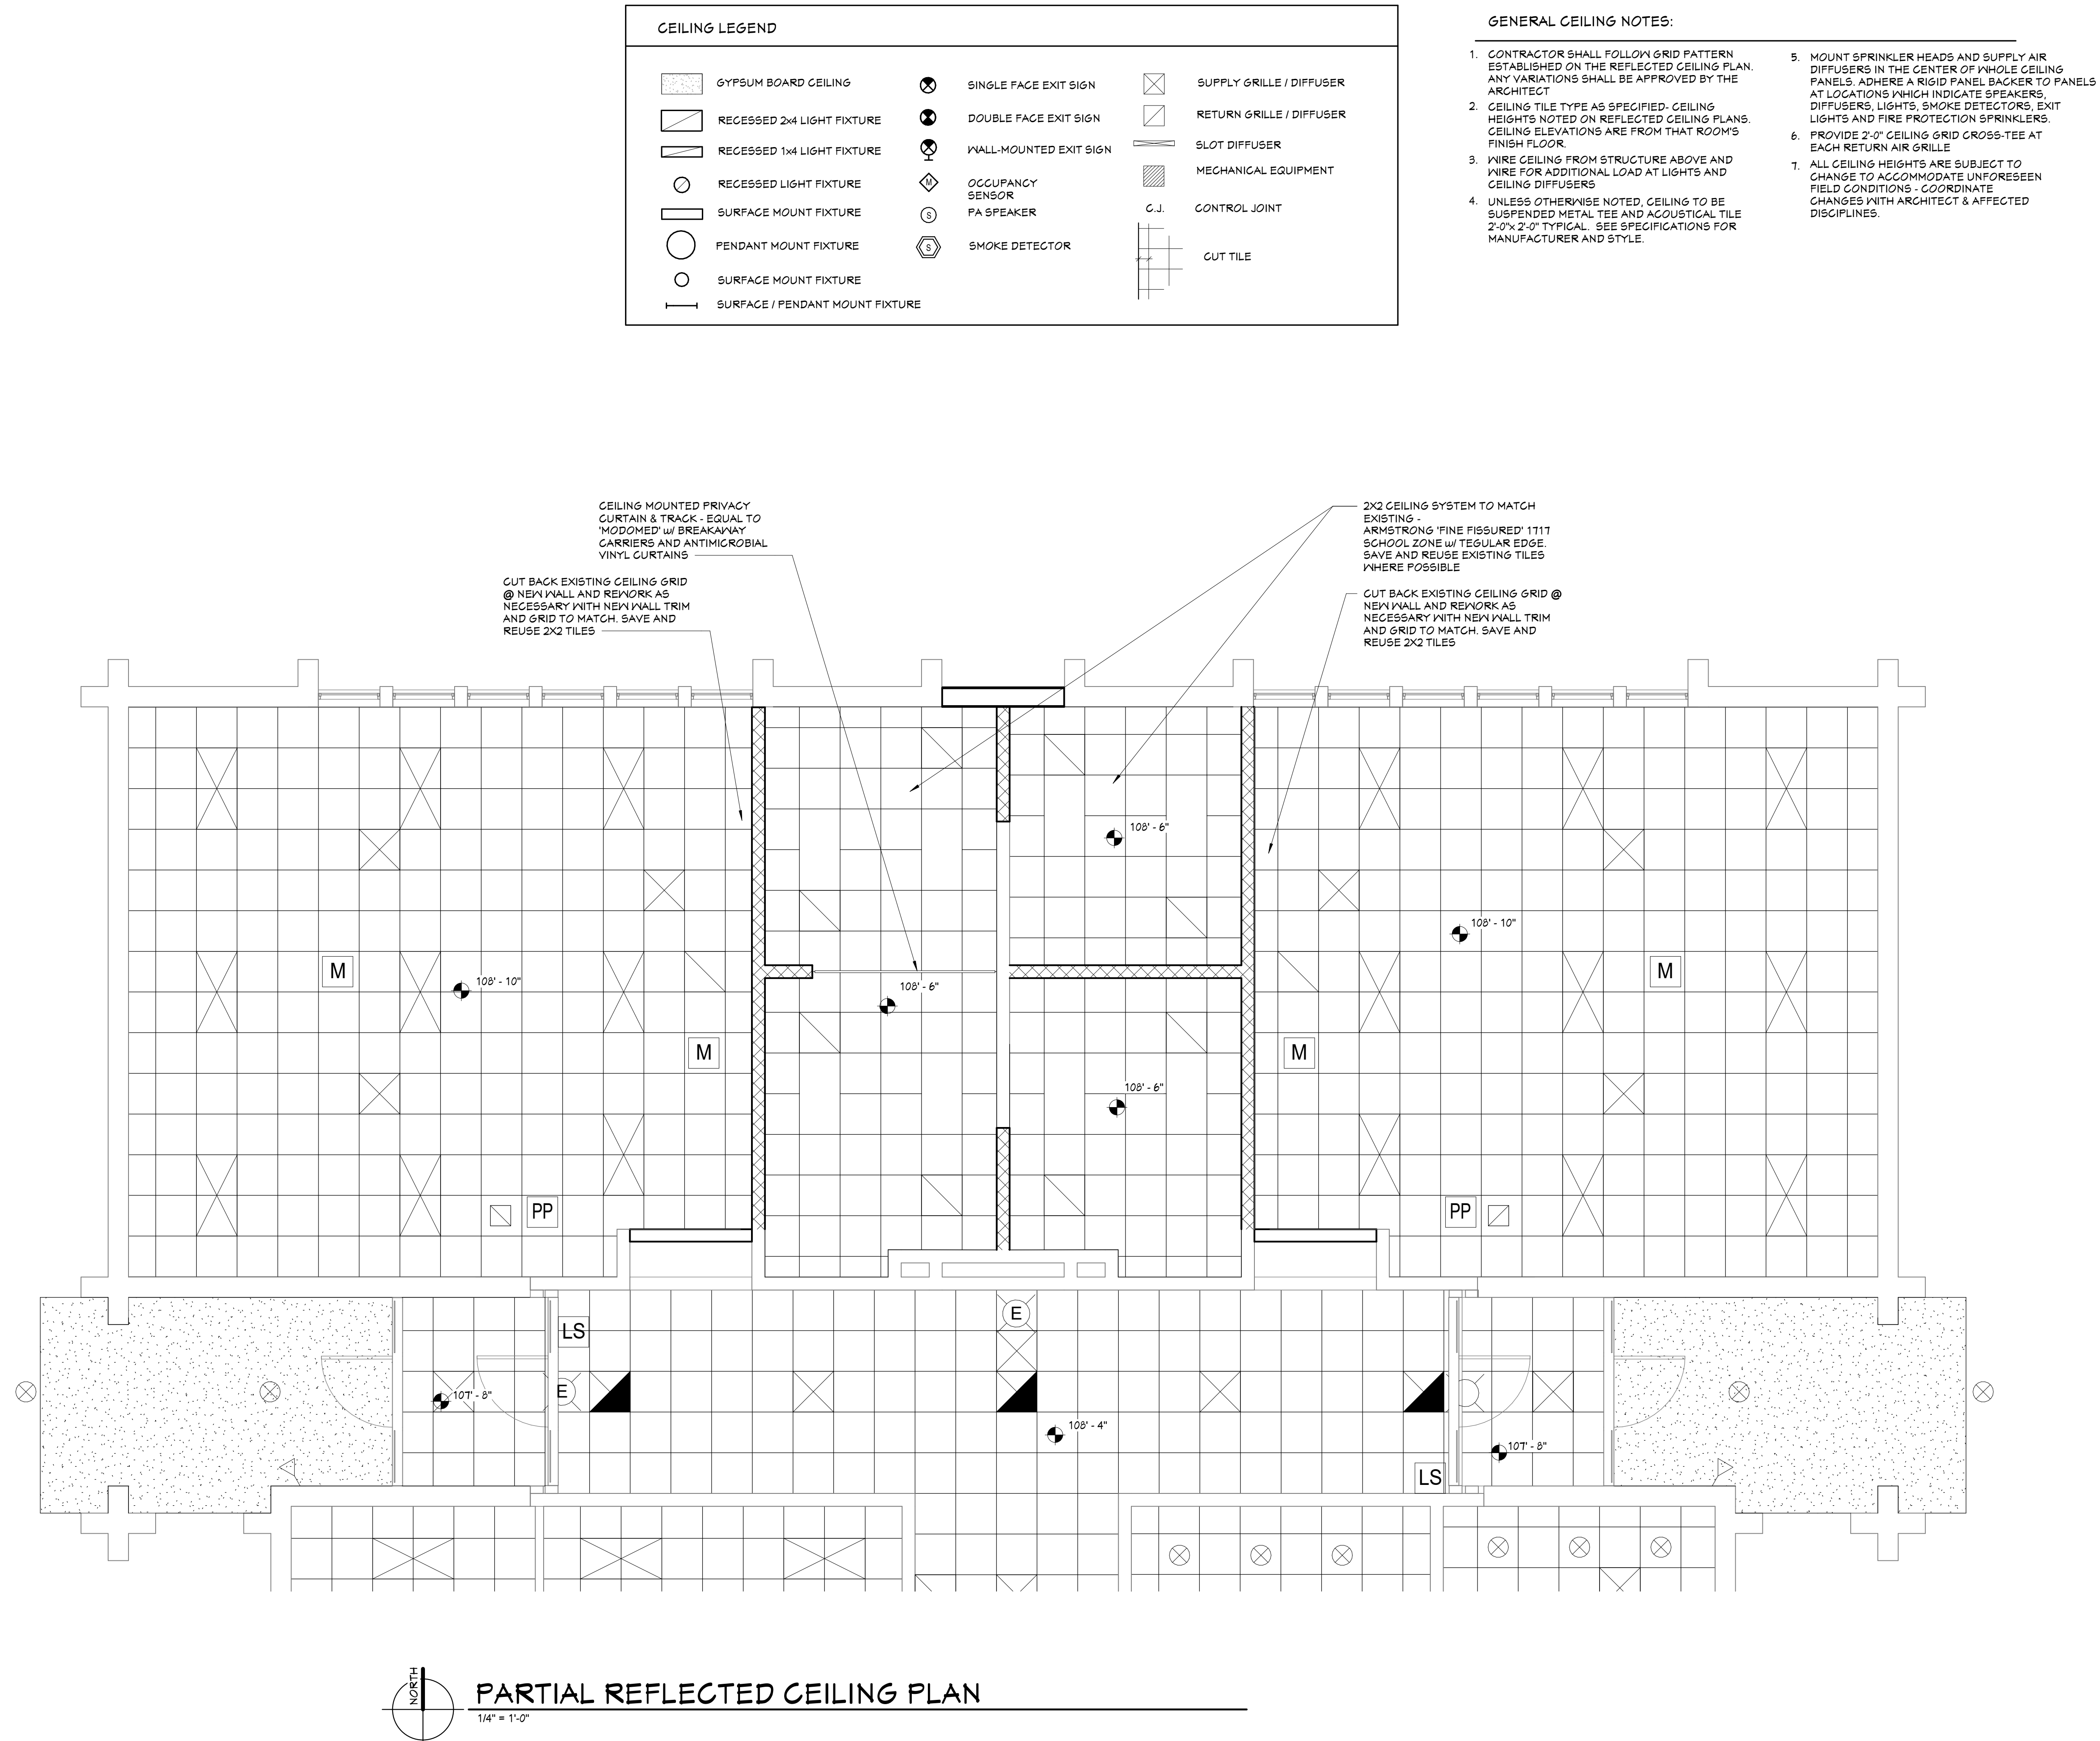 CEILING LEGEND
GYPSUM BOARD CEILING
RECESSED 2x4 LIGHT FIXTURE
RECESSED 1x4 LIGHT FIXTURE
RECESSED LIGHT FIXTURE
SURFACE MOUNT FIXTURE
PENDANT MOUNT FIXTURE
SURFACE MOUNT FIXTURE
SURFACE / PENDANT MOUNT FIXTURE
SINGLE FACE EXIT SIGN
DOUBLE FACE EXIT SIGN
WALL-MOUNTED EXIT SIGN
M
OCCUPANCY
SENSOR
S
PA SPEAKER
S
SMOKE DETECTOR
SUPPLY GRILLE / DIFFUSER
RETURN GRILLE / DIFFUSER
SLOT DIFFUSER
MECHANICAL EQUIPMENT
C.J. CONTROL JOINT
CUT TILE
GENERAL CEILING NOTES:
1. CONTRACTOR SHALL FOLLOW GRID PATTERN
ESTABLISHED ON THE REFLECTED CEILING PLAN.
ANY VARIATIONS SHALL BE APPROVED BY THE
ARCHITECT
2. CEILING TILE TYPE AS SPECIFIED- CEILING
HEIGHTS NOTED ON REFLECTED CEILING PLANS.
CEILING ELEVATIONS ARE FROM THAT ROOM'S
FINISH FLOOR.
3. WIRE CEILING FROM STRUCTURE ABOVE AND
WIRE FOR ADDITIONAL LOAD AT LIGHTS AND
CEILING DIFFUSERS
4. UNLESS OTHERWISE NOTED, CEILING TO BE
SUSPENDED METAL TEE AND ACOUSTICAL TILE
2'-0"x 2'-0" TYPICAL. SEE SPECIFICATIONS FOR
MANUFACTURER AND STYLE.
5. MOUNT SPRINKLER HEADS AND SUPPLY AIR
DIFFUSERS IN THE CENTER OF WHOLE CEILING
PANELS. ADHERE A RIGID PANEL BACKER TO PANELS
AT LOCATIONS WHICH INDICATE SPEAKERS,
DIFFUSERS, LIGHTS, SMOKE DETECTORS, EXIT
LIGHTS AND FIRE PROTECTION SPRINKLERS.
6. PROVIDE 2'-0" CEILING GRID CROSS-TEE AT
EACH RETURN AIR GRILLE
7. ALL CEILING HEIGHTS ARE SUBJECT TO
CHANGE TO ACCOMMODATE UNFORESEEN
FIELD CONDITIONS - COORDINATE
CHANGES WITH ARCHITECT & AFFECTED
DISCIPLINES.
CEILING MOUNTED PRIVACY
CURTAIN & TRACK - EQUAL TO
'MODOMED' w/ BREAKAWAY
CARRIERS AND ANTIMICROBIAL
VINYL CURTAINS
CUT BACK EXISTING CEILING GRID
@ NEW WALL AND REWORK AS
NECESSARY WITH NEW WALL TRIM
AND GRID TO MATCH. SAVE AND
REUSE 2X2 TILES
2X2 CEILING SYSTEM TO MATCH
EXISTING -
ARMSTRONG 'FINE FISSURED' 1717
SCHOOL ZONE w/ TEGULAR EDGE.
SAVE AND REUSE EXISTING TILES
WHERE POSSIBLE
CUT BACK EXISTING CEILING GRID @
NEW WALL AND REWORK AS
NECESSARY WITH NEW WALL TRIM
AND GRID TO MATCH. SAVE AND
REUSE 2X2 TILES
108' - 6"
108' - 10"
M
108' - 10"
108' - 6"
M
M
M
108' - 6"
PP
PP
E
LS
E
107' - 8"
108' - 4"
107' - 8"
LS
NORTH
PARTIAL REFLECTED CEILING PLAN
1/4" = 1'-0"